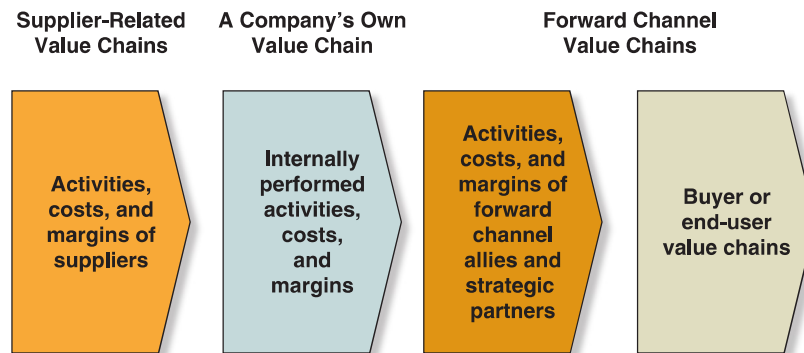 Supplier-Related
Value Chains
A Company’s Own
Value Chain
Forward Channel
Value Chains
Activities,
costs, and
margins of
suppliers
Internally
performed
activities,
costs,
and
margins
Activities,
costs, and
margins of
forward
channel
allies and
strategic
partners
Buyer or
end-user
value chains